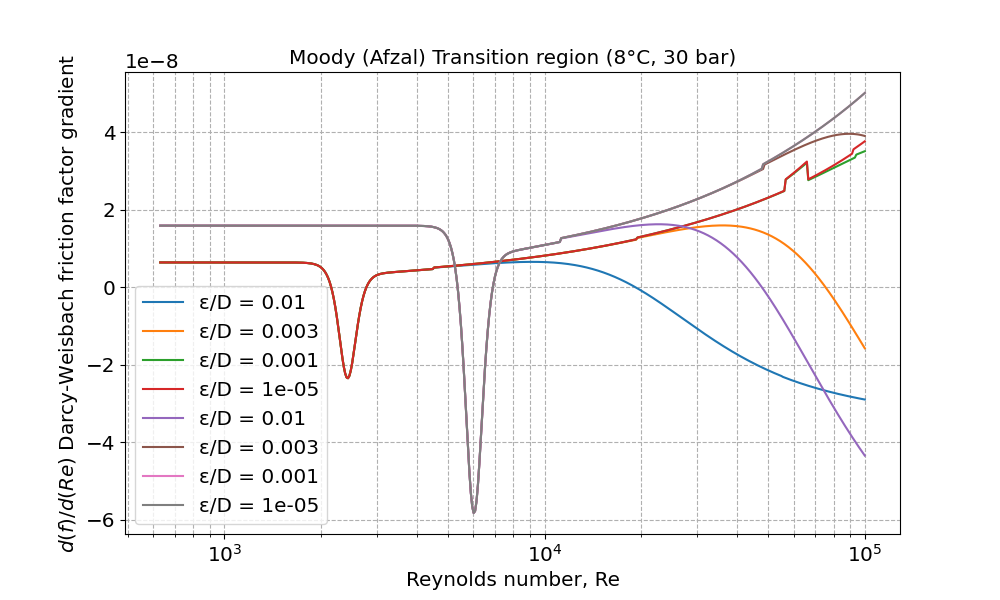 Moody (Afzal) Transition region (8°C, 30 bar)
1e−8
d(f)/d(Re) Darcy-Weisbach friction factor gradient
4
2
0
−2
−4
−6
ε/D = 0.01
ε/D = 0.003
ε/D = 0.001
ε/D = 1e-05
ε/D = 0.01
ε/D = 0.003
ε/D = 0.001
ε/D = 1e-05
10³
10⁴
10⁵
Reynolds number, Re